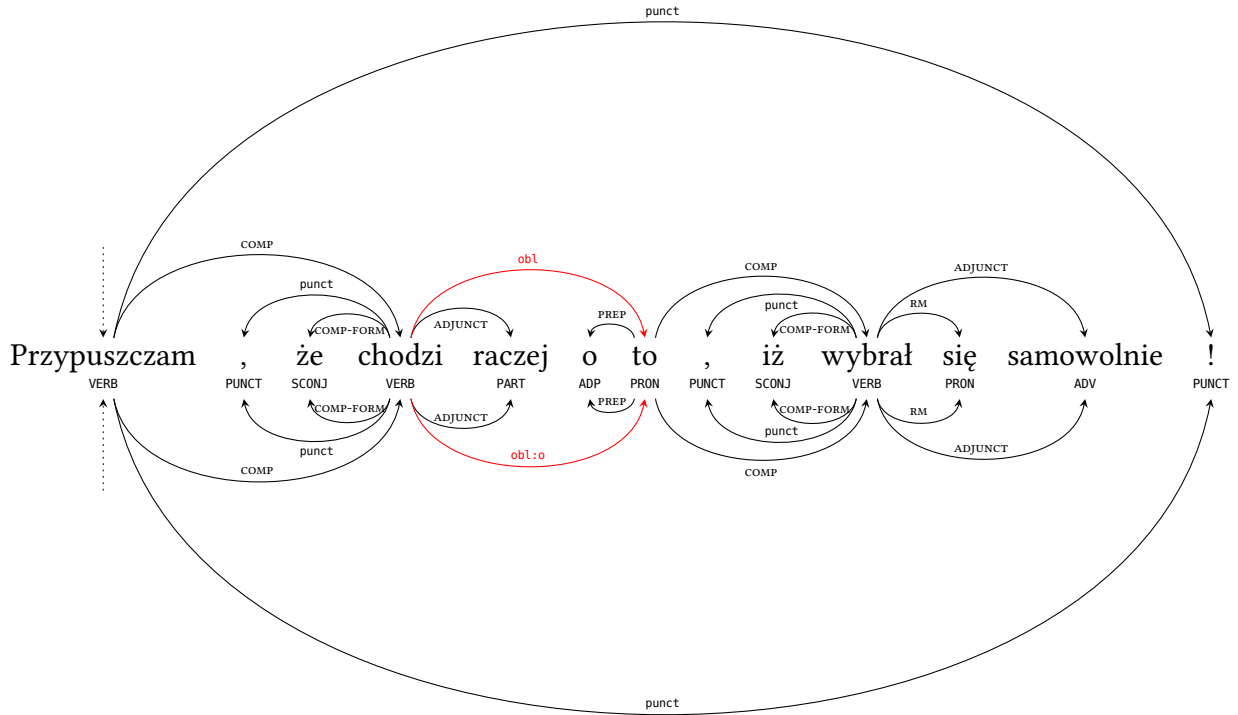 punct
COMP obl COMP ADJUNCT
punct punct RM
COMP-FORM ADJUNCT PREP COMP-FORM
Przypuszczam , że chodzi raczej o to , iż wybrał się samowolnie !
VERB PUNCT SCONJ VERB PART ADP PRON PUNCT SCONJ VERB PRON ADV PUNCT
COMP-FORM ADJUNCT PREP COMP-FORM RM
punct punct
COMP obl:o COMP ADJUNCT
punct